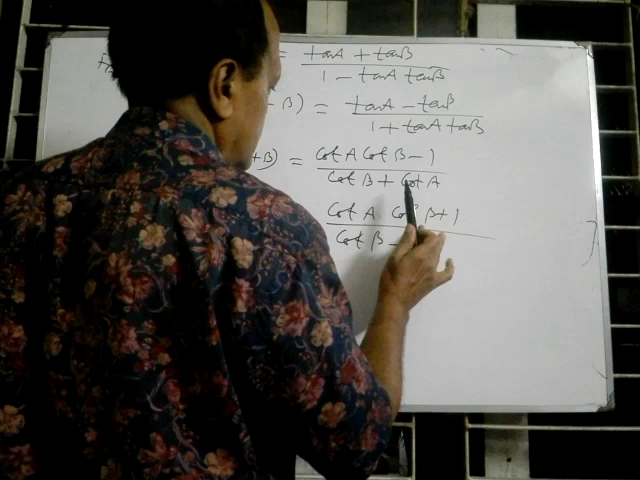 = tanA + tanB
1 - tanA tanB
B) = tanA - tanB
1 + tanA tanB
+B) = Cot A Cot B - 1
Cot B + Cot A
Cot A Cot B + 1
Cot B -